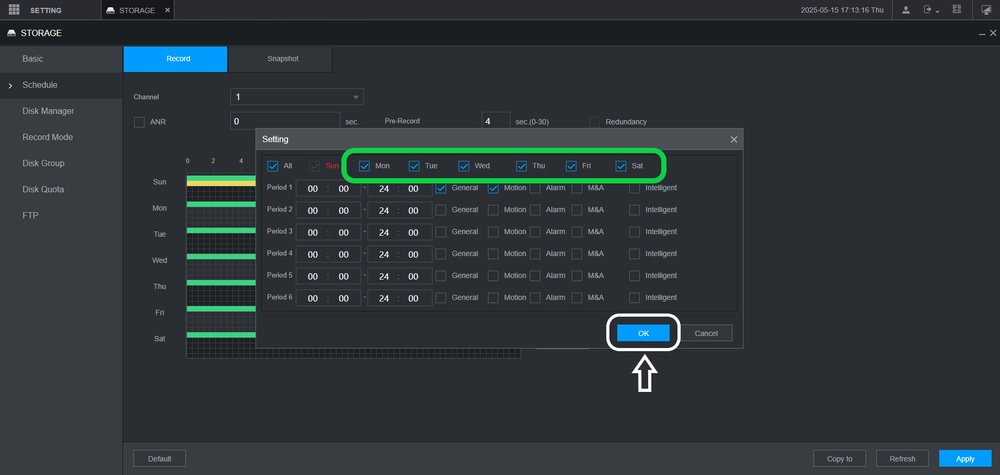 SETTING
STORAGE
2025-05-15 17:13:16 Thu
STORAGE
Basic
Schedule
Disk Manager
Record Mode
Disk Group
Disk Quota
FTP
Record Snapshot
Channel 1
ANR 0 sec. Pre-Record 4 sec.(0-30) Redundancy
Setting
0 2 4
All Sun Mon Tue Wed Thu Fri Sat
Period 1 00 : 00 - 24 : 00 General Motion Alarm M&A Intelligent
Period 2 00 : 00 - 24 : 00 General Motion Alarm M&A Intelligent
Period 3 00 : 00 - 24 : 00 General Motion Alarm M&A Intelligent
Period 4 00 : 00 - 24 : 00 General Motion Alarm M&A Intelligent
Period 5 00 : 00 - 24 : 00 General Motion Alarm M&A Intelligent
Period 6 00 : 00 - 24 : 00 General Motion Alarm M&A Intelligent
OK Cancel
Sun
Mon
Tue
Wed
Thu
Fri
Sat
Default Copy to Refresh Apply